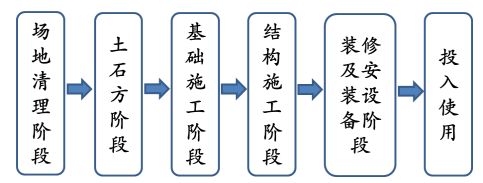 场地清理阶段
土石方阶段
基础施工阶段
结构施工阶段
装修及安装设备阶段
投入使用